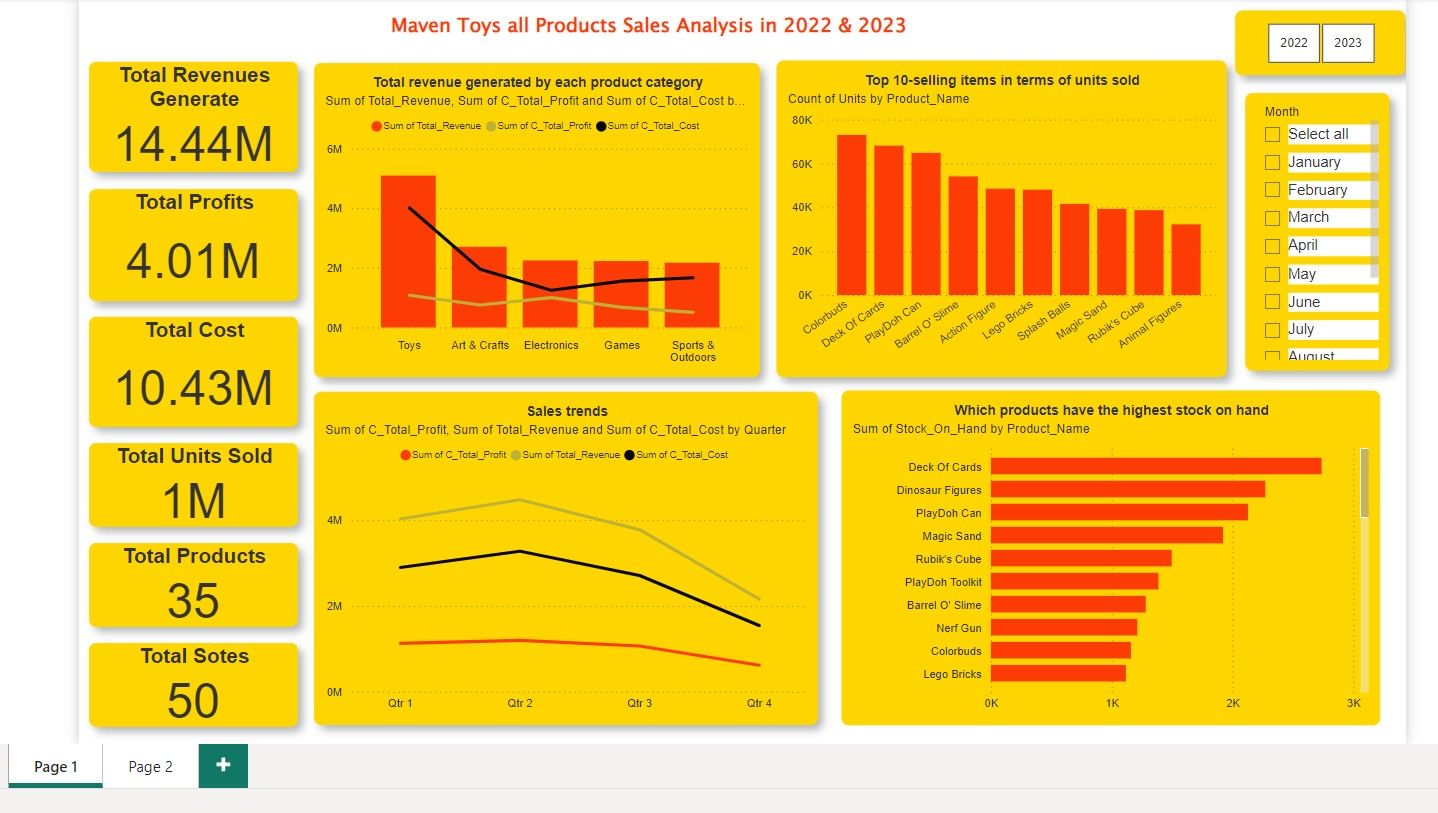 Maven Toys all Products Sales Analysis in 2022 & 2023
2022
2023
Total Revenues
Generate
14.44M
Total Profits
4.01M
Total Cost
10.43M
Total Units Sold
1M
Total Products
35
Total Sotes
50
Total revenue generated by each product category
Sum of Total_Revenue, Sum of C_Total_Profit and Sum of C_Total_Cost b...
Sum of Total_Revenue
Sum of C_Total_Profit
Sum of C_Total_Cost
6M
4M
2M
0M
Toys
Art & Crafts
Electronics
Games
Sports &
Outdoors
Top 10-selling items in terms of units sold
Count of Units by Product_Name
80K
60K
40K
20K
0K
Colorbuds
Deck Of Cards
PlayDoh Can
Barrel O' Slime
Action Figure
Lego Bricks
Splash Balls
Magic Sand
Rubik's Cube
Animal Figures
Month
Select all
January
February
March
April
May
June
July
August
Sales trends
Sum of C_Total_Profit, Sum of Total_Revenue and Sum of C_Total_Cost by Quarter
Sum of C_Total_Profit
Sum of Total_Revenue
Sum of C_Total_Cost
4M
2M
0M
Qtr 1
Qtr 2
Qtr 3
Qtr 4
Which products have the highest stock on hand
Sum of Stock_On_Hand by Product_Name
Deck Of Cards
Dinosaur Figures
PlayDoh Can
Magic Sand
Rubik's Cube
PlayDoh Toolkit
Barrel O' Slime
Nerf Gun
Colorbuds
Lego Bricks
0K
1K
2K
3K
Page 1
Page 2
+